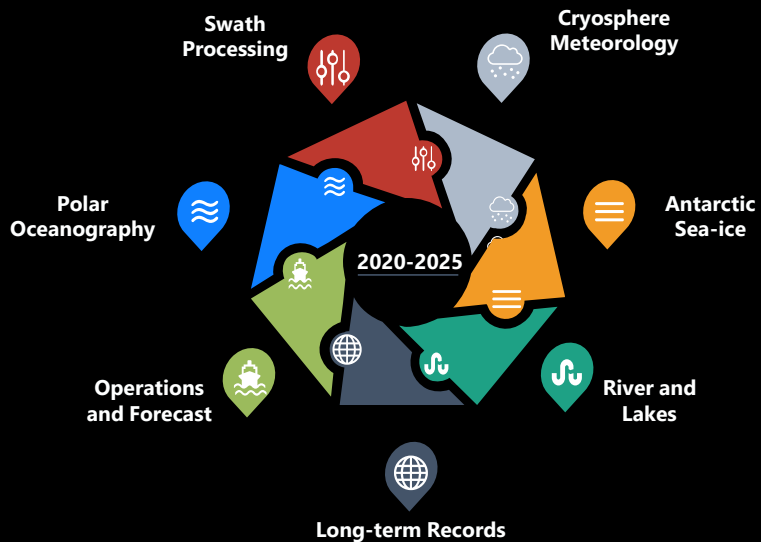 Swath
Processing
Cryosphere
Meteorology
Polar
Oceanography
Antarctic
Sea-ice
2020-2025
Operations
and Forecast
River and
Lakes
Long-term Records